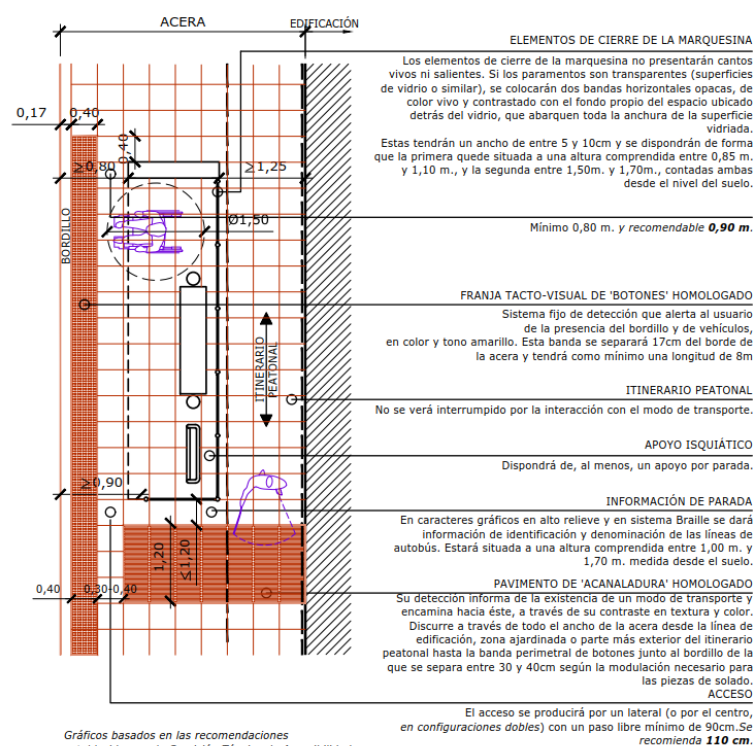 ACERA
EDIFICACIÓN
ELEMENTOS DE CIERRE DE LA MARQUESINA
Los elementos de cierre de la marquesina no presentarán cantos
vivos ni salientes. Si los paramentos son transparentes (superficies
de vidrio o similar), se colocarán dos bandas horizontales opacas, de
color vivo y contrastado con el fondo propio del espacio ubicado
detrás del vidrio, que abarquen toda la anchura de la superficie
vidriada.
Estas tendrán un ancho de entre 5 y 10cm y se dispondrán de forma
que la primera quede situada a una altura comprendida entre 0,85 m.
y 1,10 m., y la segunda entre 1,50m. y 1,70m., contadas ambas
desde el nivel del suelo.
0,17
0,40
0,40
≥0,80
≥1,25
Ø1,50
BORDILLO
Mínimo 0,80 m. y recomendable 0,90 m.
FRANJA TACTO-VISUAL DE 'BOTONES' HOMOLOGADO
Sistema fijo de detección que alerta al usuario
de la presencia del bordillo y de vehículos,
en color y tono amarillo. Esta banda se separará 17cm del borde de
la acera y tendrá como mínimo una longitud de 8m
ITINERARIO
PEATONAL
ITINERARIO PEATONAL
No se verá interrumpido por la interacción con el modo de transporte.
APOYO ISQUIÁTICO
Dispondrá de, al menos, un apoyo por parada.
≥0,90
INFORMACIÓN DE PARADA
En caracteres gráficos en alto relieve y en sistema Braille se dará
información de identificación y denominación de las líneas de
autobús. Estará situada a una altura comprendida entre 1,00 m. y
1,70 m. medida desde el suelo.
1,20
≤1,20
0,40
0,30-0,40
PAVIMENTO DE 'ACANALADURA' HOMOLOGADO
Su detección informa de la existencia de un modo de transporte y
encamina hacia éste, a través de su contraste en textura y color.
Discurre a través de todo el ancho de la acera desde la línea de
edificación, zona ajardinada o parte más exterior del itinerario
peatonal hasta la banda perimetral de botones junto al bordillo de la
que se separa entre 30 y 40cm según la modulación necesario para
las piezas de solado.
ACCESO
El acceso se producirá por un lateral (o por el centro,
en configuraciones dobles) con un paso libre mínimo de 90cm.Se
recomienda 110 cm.
Gráficos basados en las recomendaciones